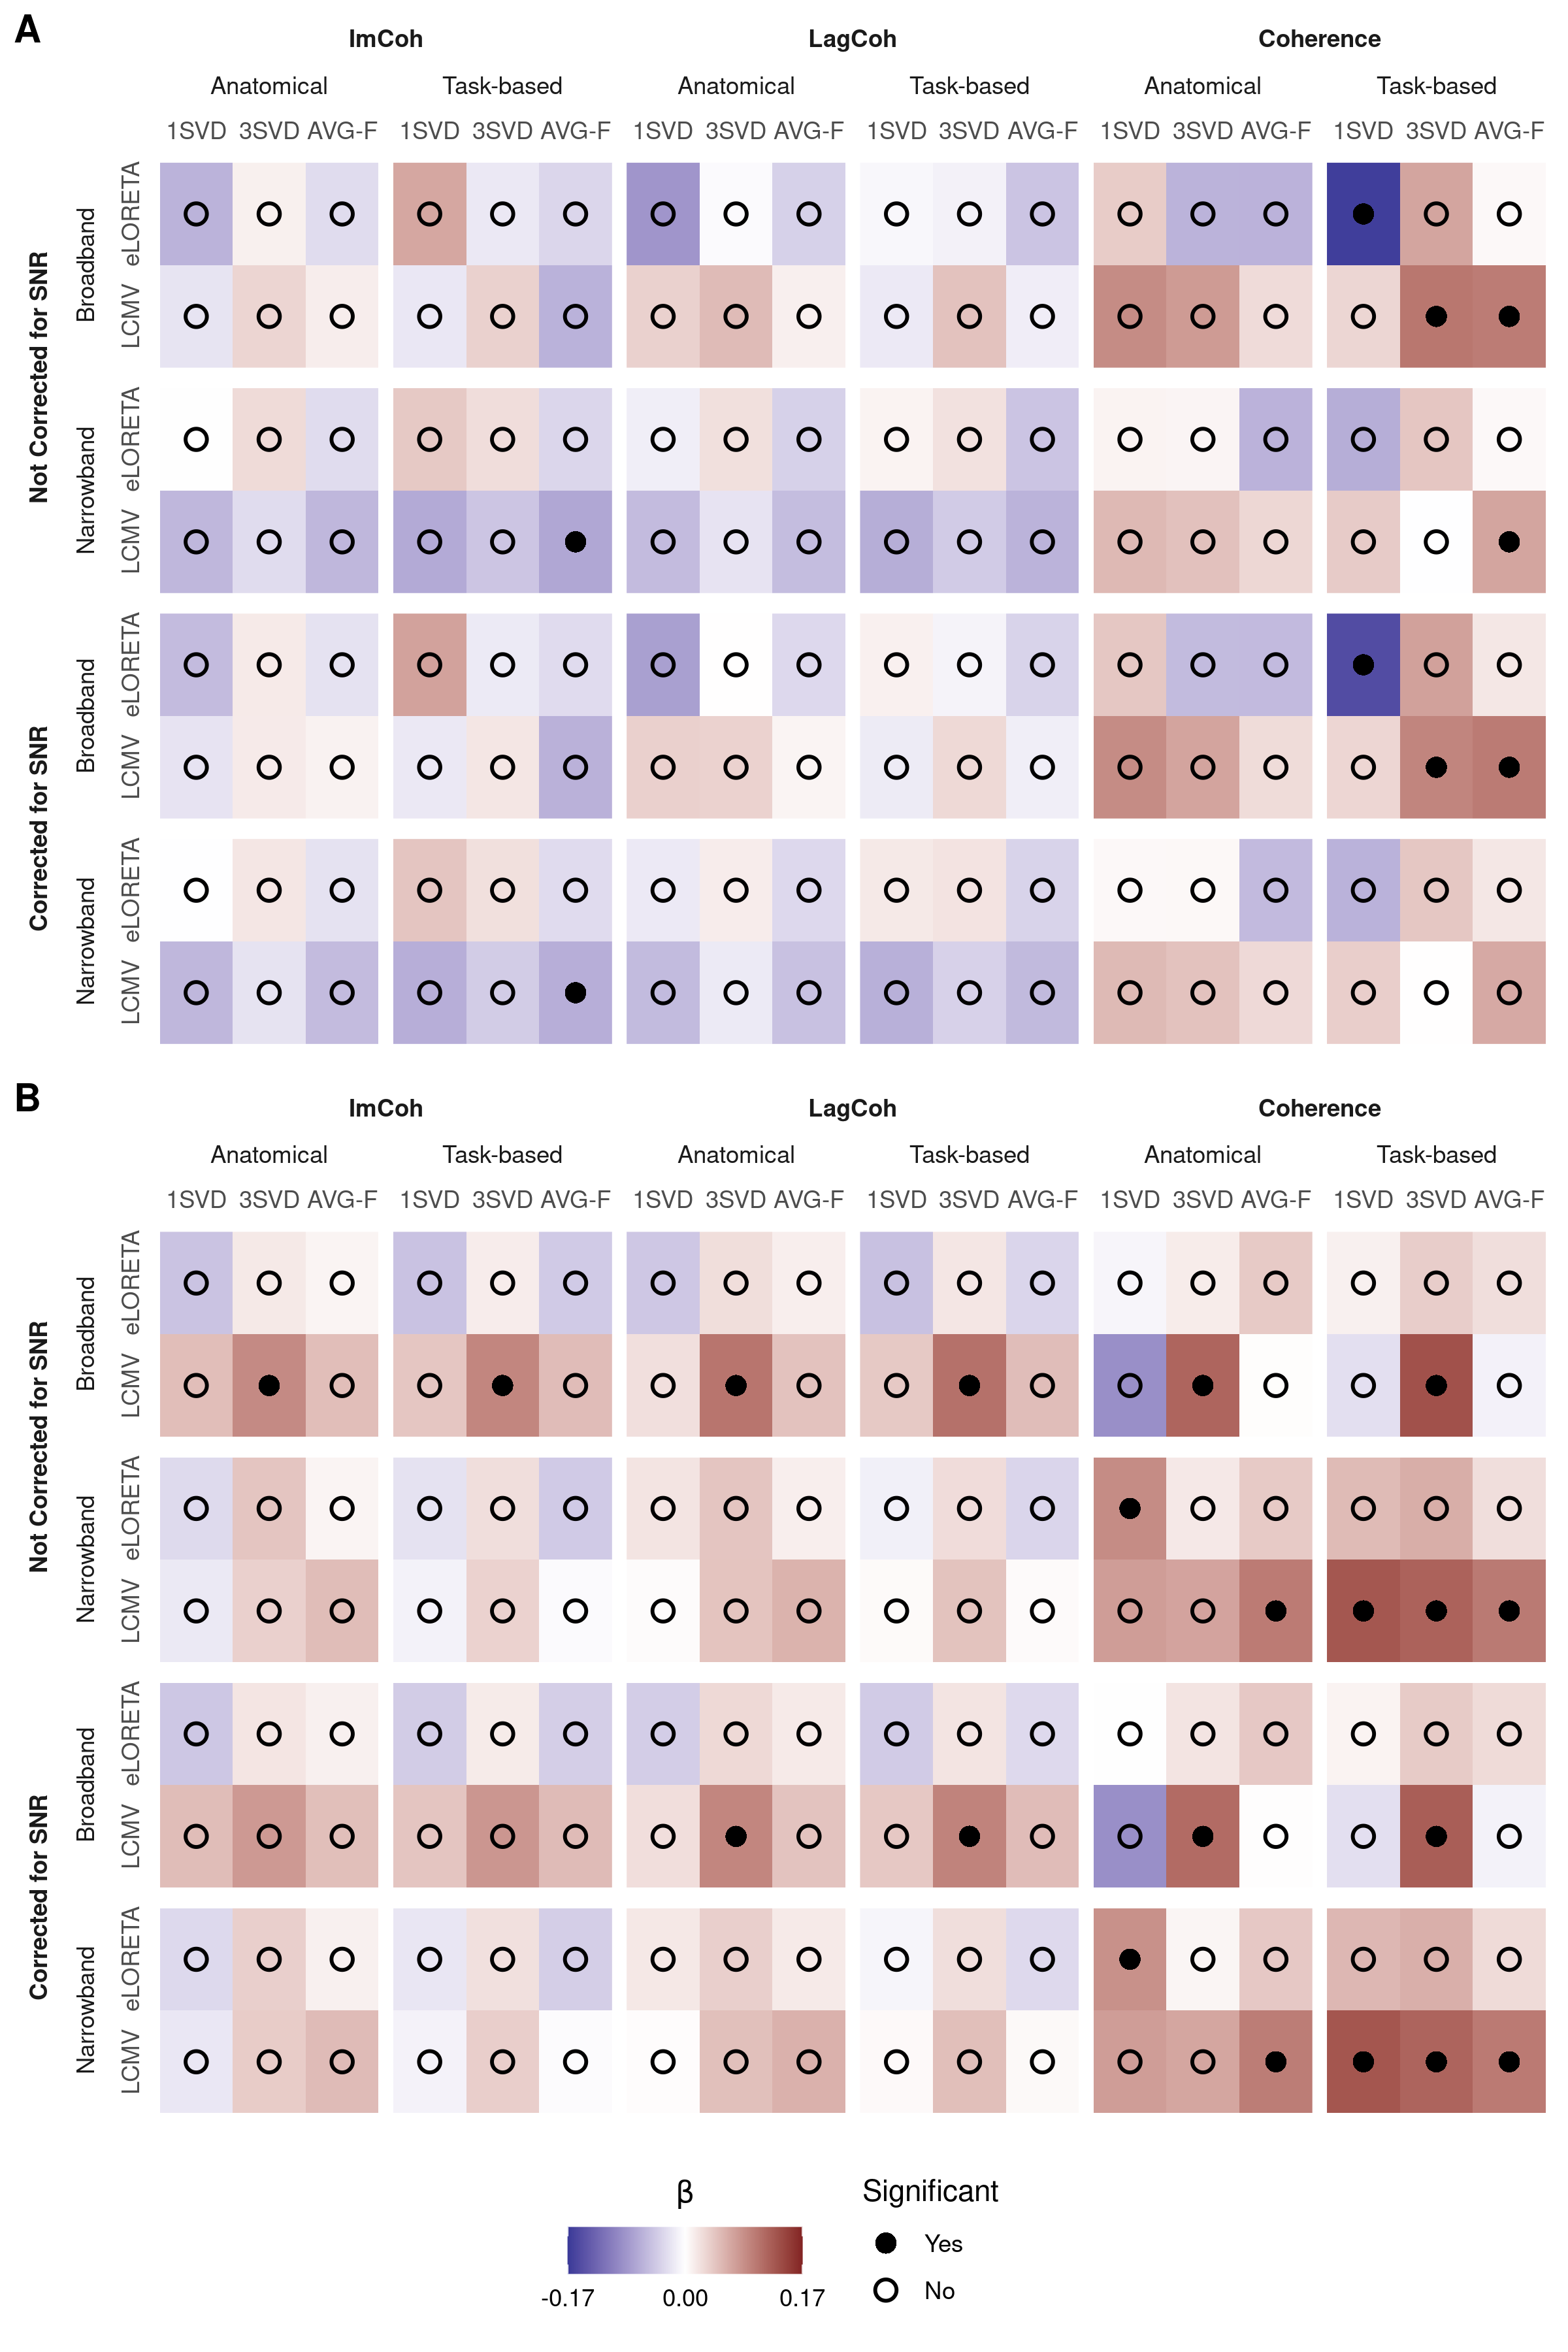 A
ImCoh LagCoh Coherence
Anatomical Task-based Anatomical Task-based Anatomical Task-based
1SVD 3SVD AVG-F 1SVD 3SVD AVG-F 1SVD 3SVD AVG-F 1SVD 3SVD AVG-F 1SVD 3SVD AVG-F 1SVD 3SVD AVG-F
Not Corrected for SNR
Broadband
eLORETA
LCMV
Narrowband
eLORETA
LCMV
Corrected for SNR
Broadband
eLORETA
LCMV
Narrowband
eLORETA
LCMV
B
ImCoh LagCoh Coherence
Anatomical Task-based Anatomical Task-based Anatomical Task-based
1SVD 3SVD AVG-F 1SVD 3SVD AVG-F 1SVD 3SVD AVG-F 1SVD 3SVD AVG-F 1SVD 3SVD AVG-F 1SVD 3SVD AVG-F
Not Corrected for SNR
Broadband
eLORETA
LCMV
Narrowband
eLORETA
LCMV
Corrected for SNR
Broadband
eLORETA
LCMV
Narrowband
eLORETA
LCMV
β
-0.17 0.00 0.17
Significant
Yes
No